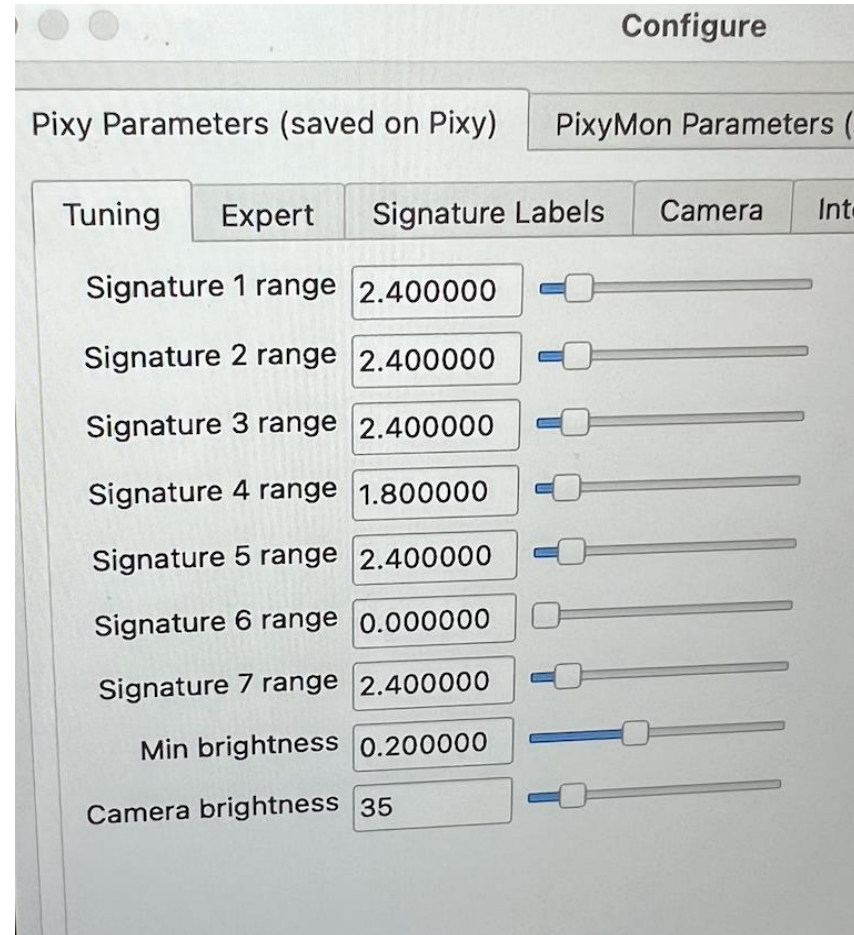 Configure
Pixy Parameters (saved on Pixy) PixyMon Parameters (
Tuning Expert Signature Labels Camera
Signature 1 range 2.400000
Signature 2 range 2.400000
Signature 3 range 2.400000
Signature 4 range 1.800000
Signature 5 range 2.400000
Signature 6 range 0.000000
Signature 7 range 2.400000
Min brightness 0.200000
Camera brightness 35